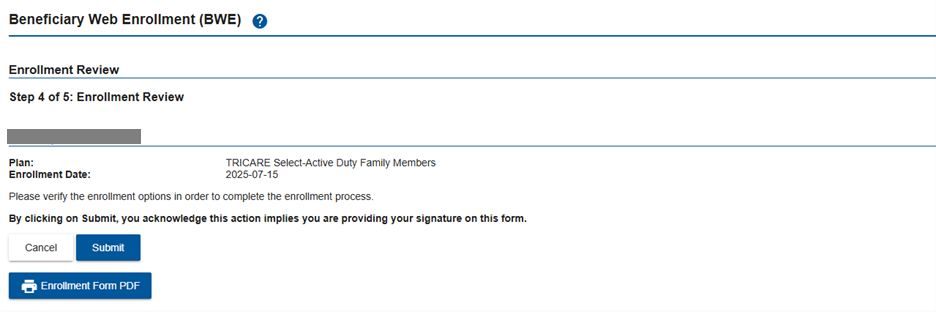 Beneficiary Web Enrollment (BWE) ?
Enrollment Review
Step 4 of 5: Enrollment Review
Plan: TRICARE Select-Active Duty Family Members
Enrollment Date: 2025-07-15
Please verify the enrollment options in order to complete the enrollment process.
By clicking on Submit, you acknowledge this action implies you are providing your signature on this form.
Cancel Submit
Enrollment Form PDF